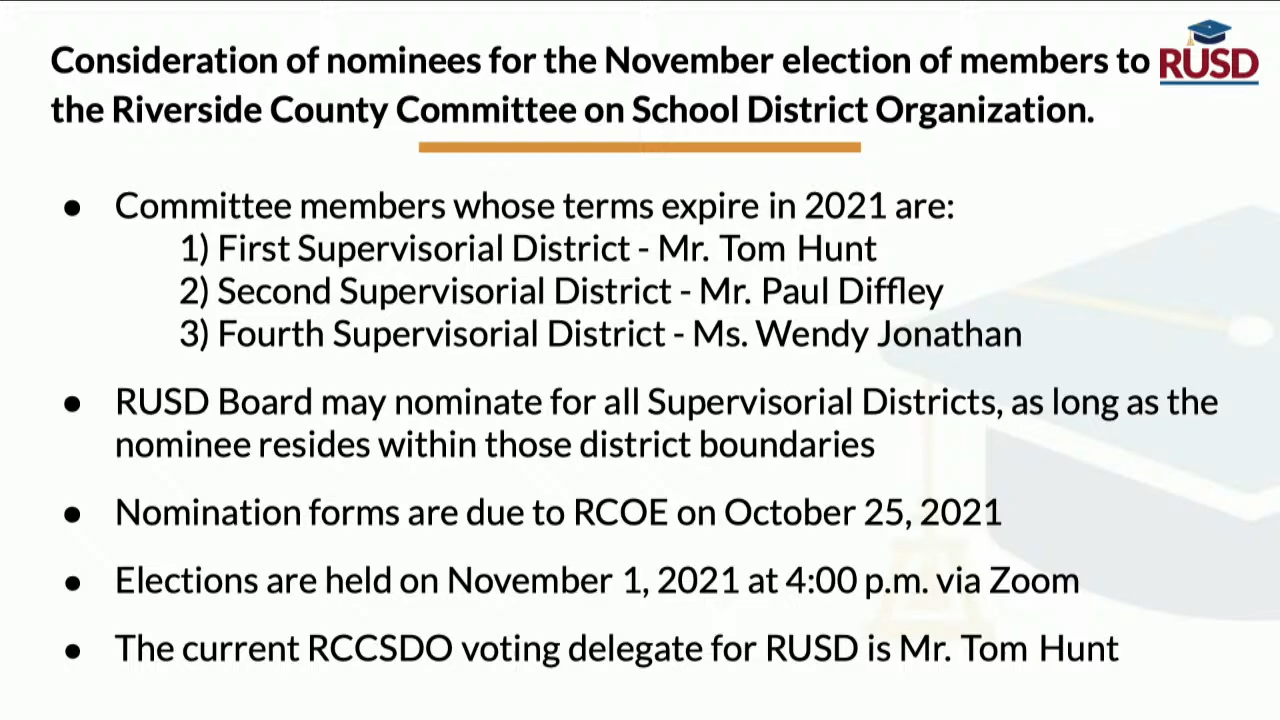 Consideration of nominees for the November election of members to
the Riverside County Committee on School District Organization.
RUSD
● Committee members whose terms expire in 2021 are:
1) First Supervisorial District - Mr. Tom Hunt
2) Second Supervisorial District - Mr. Paul Diffley
3) Fourth Supervisorial District - Ms. Wendy Jonathan
● RUSD Board may nominate for all Supervisorial Districts, as long as the
nominee resides within those district boundaries
● Nomination forms are due to RCOE on October 25, 2021
● Elections are held on November 1, 2021 at 4:00 p.m. via Zoom
● The current RCCSDO voting delegate for RUSD is Mr. Tom Hunt